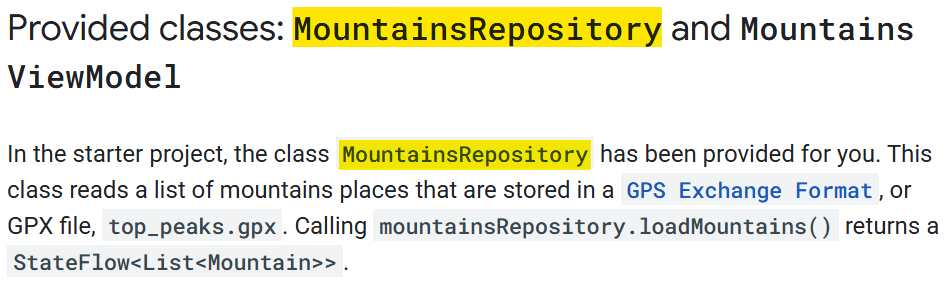 Provided classes: MountainsRepository and Mountains
ViewModel
In the starter project, the class MountainsRepository has been provided for you. This
class reads a list of mountains places that are stored in a GPS Exchange Format, or
GPX file, top_peaks.gpx. Calling mountainsRepository.loadMountains() returns a
StateFlow<List<Mountain>>.